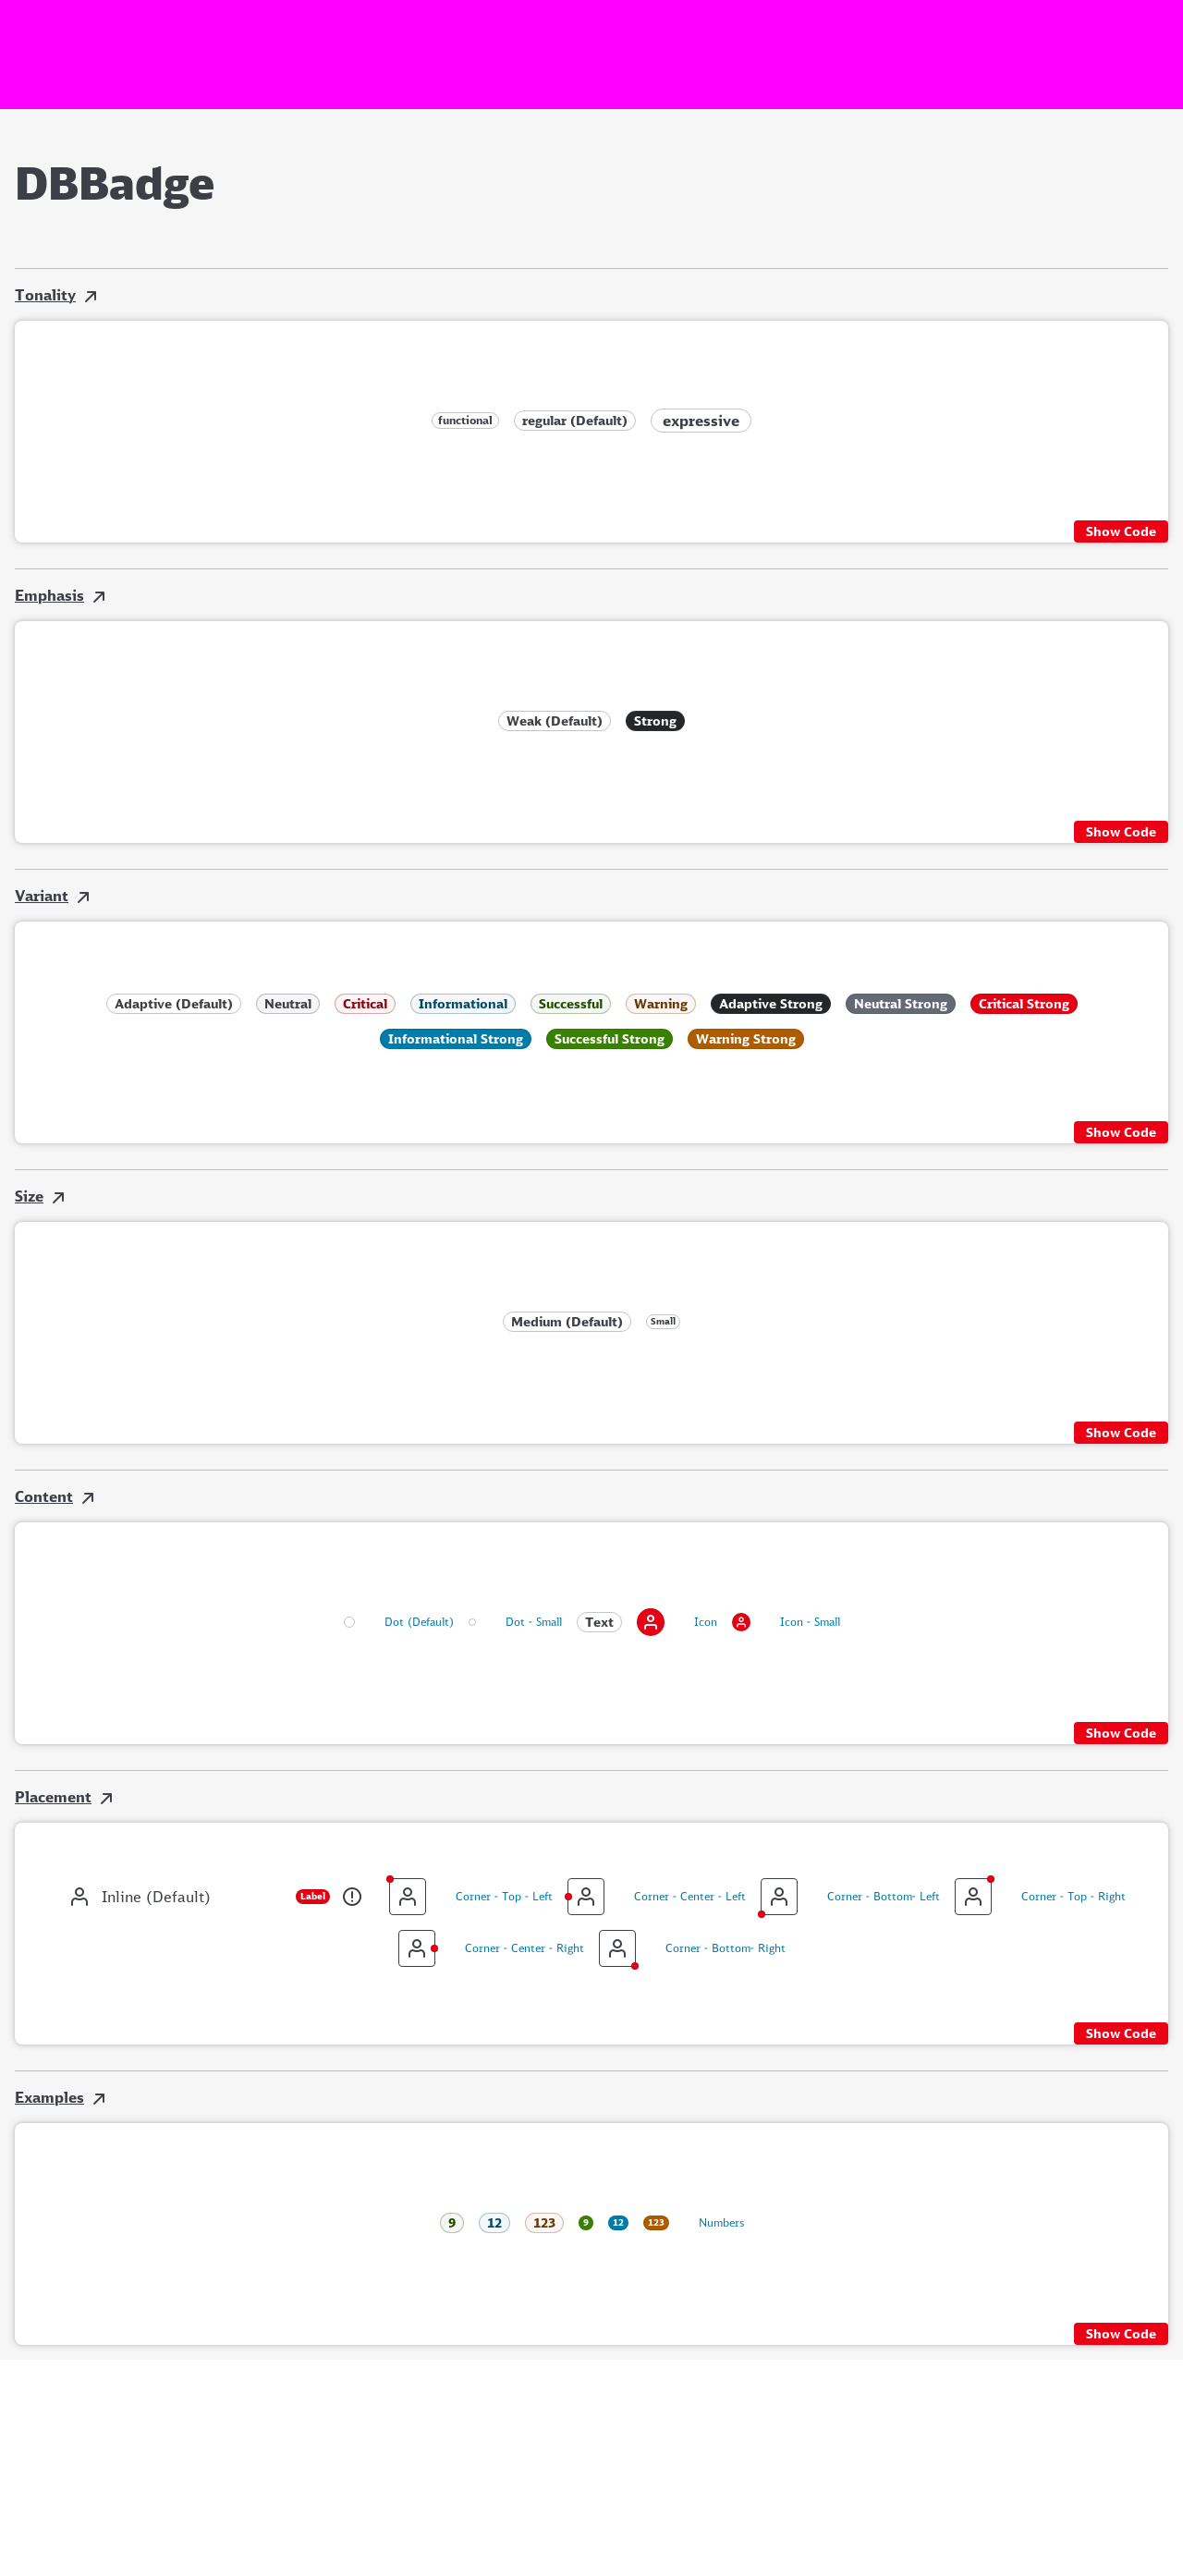 DBBadge
Tonality
functional regular (Default) expressive
Show Code
Emphasis
Weak (Default) Strong
Show Code
Variant
Adaptive (Default) Neutral Critical Informational Successful Warning Adaptive Strong Neutral Strong Critical Strong
Informational Strong Successful Strong Warning Strong
Show Code
Size
Medium (Default) Small
Show Code
Content
Dot (Default) Dot - Small Text Icon Icon - Small
Show Code
Placement
Inline (Default) Label Corner - Top - Left Corner - Center - Left Corner - Bottom- Left Corner - Top - Right
Corner - Center - Right Corner - Bottom- Right
Show Code
Examples
9 12 123 9 12 123 Numbers
Show Code